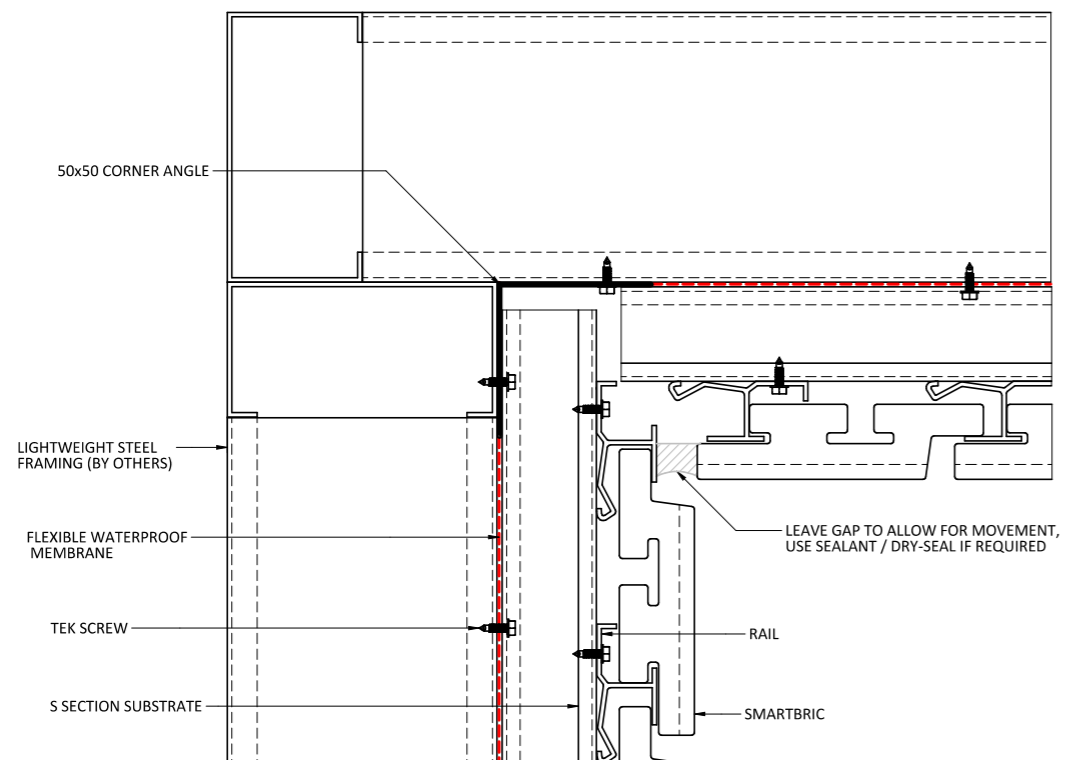 50x50 CORNER ANGLE
LIGHTWEIGHT STEEL
FRAMING (BY OTHERS)
FLEXIBLE WATERPROOF
MEMBRANE
LEAVE GAP TO ALLOW FOR MOVEMENT,
USE SEALANT / DRY-SEAL IF REQUIRED
TEK SCREW
RAIL
S SECTION SUBSTRATE
SMARTBRIC